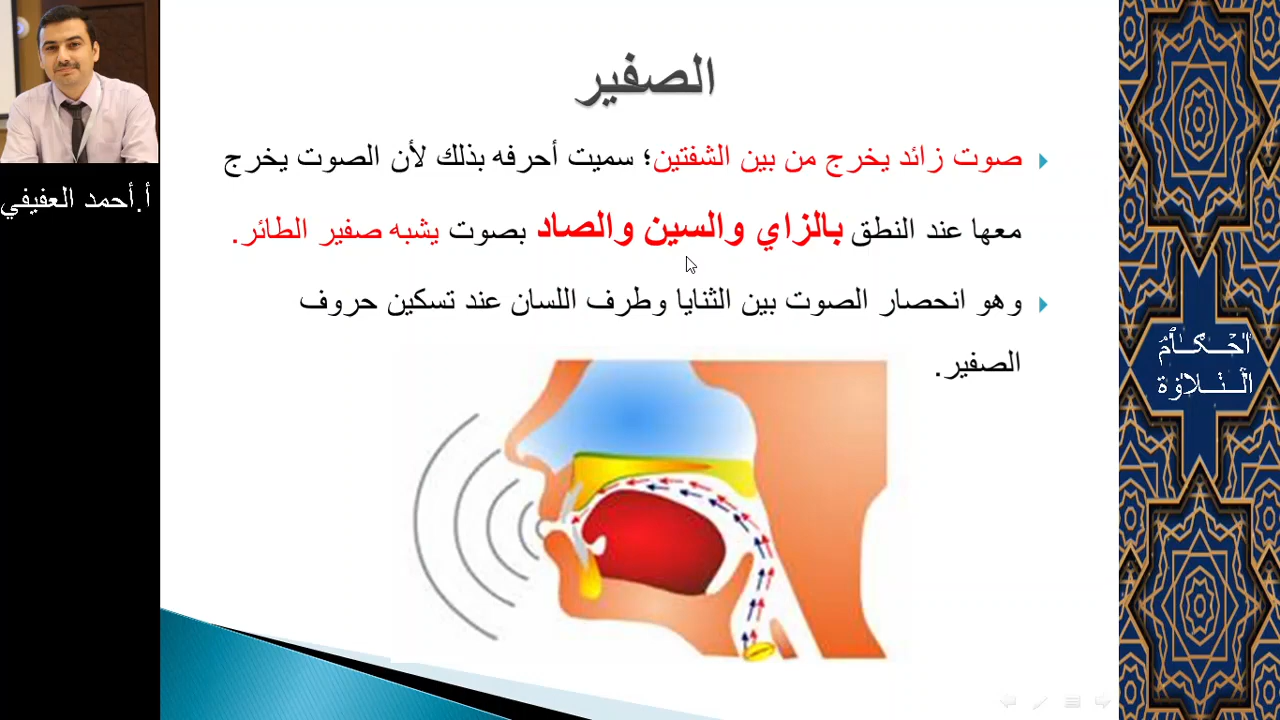 الصفير
صوت زائد يخرج من بين الشفتين؛ سميت أحرفه بذلك لأن الصوت يخرج
معها عند النطق بالزاي والسين والصاد بصوت يشبه صفير الطائر.
وهو انحصار الصوت بين الثنايا وطرف اللسان عند تسكين حروف
الصفير.
أ.أحمد العفيفي
أحكام
التلاوة